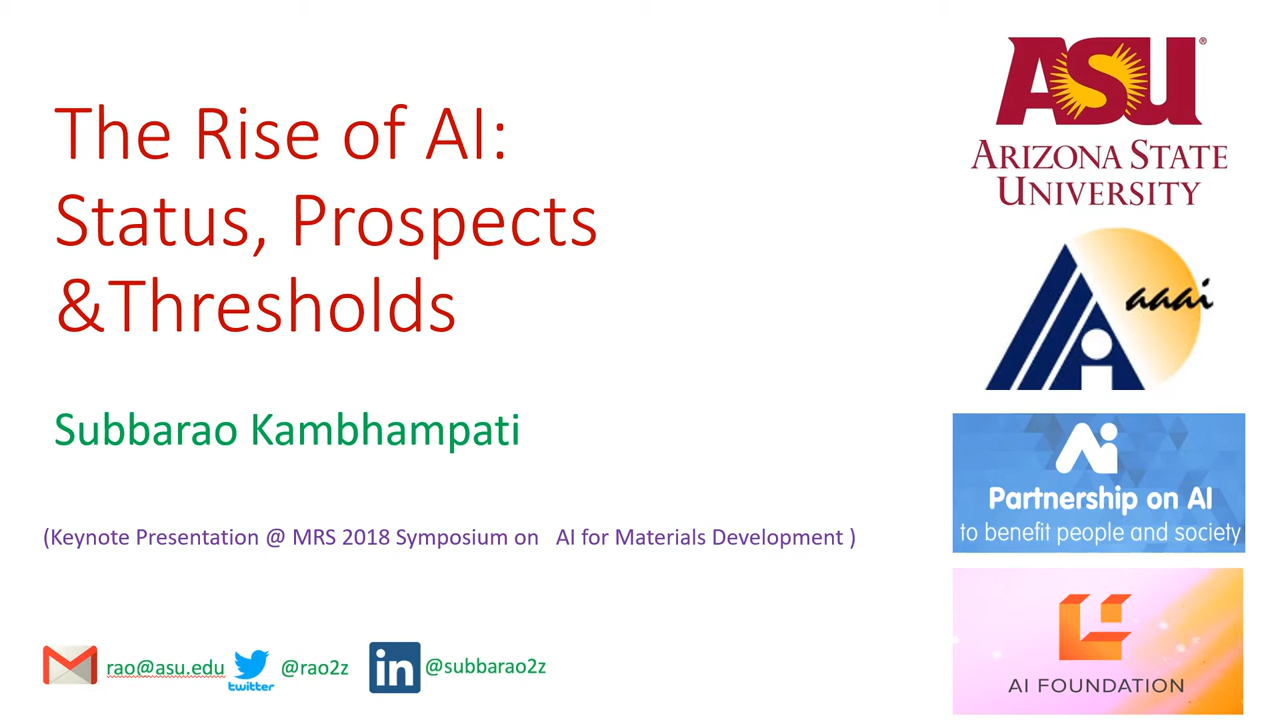 The Rise of AI:
Status, Prospects
&Thresholds
Subbarao Kambhampati
(Keynote Presentation @ MRS 2018 Symposium on AI for Materials Development )
rao@asu.edu
twitter
@rao2z
in
@subbarao2z
ASU®
ARIZONA STATE
UNIVERSITY
aaai
Ai
Partnership on AI
to benefit people and society
AI FOUNDATION